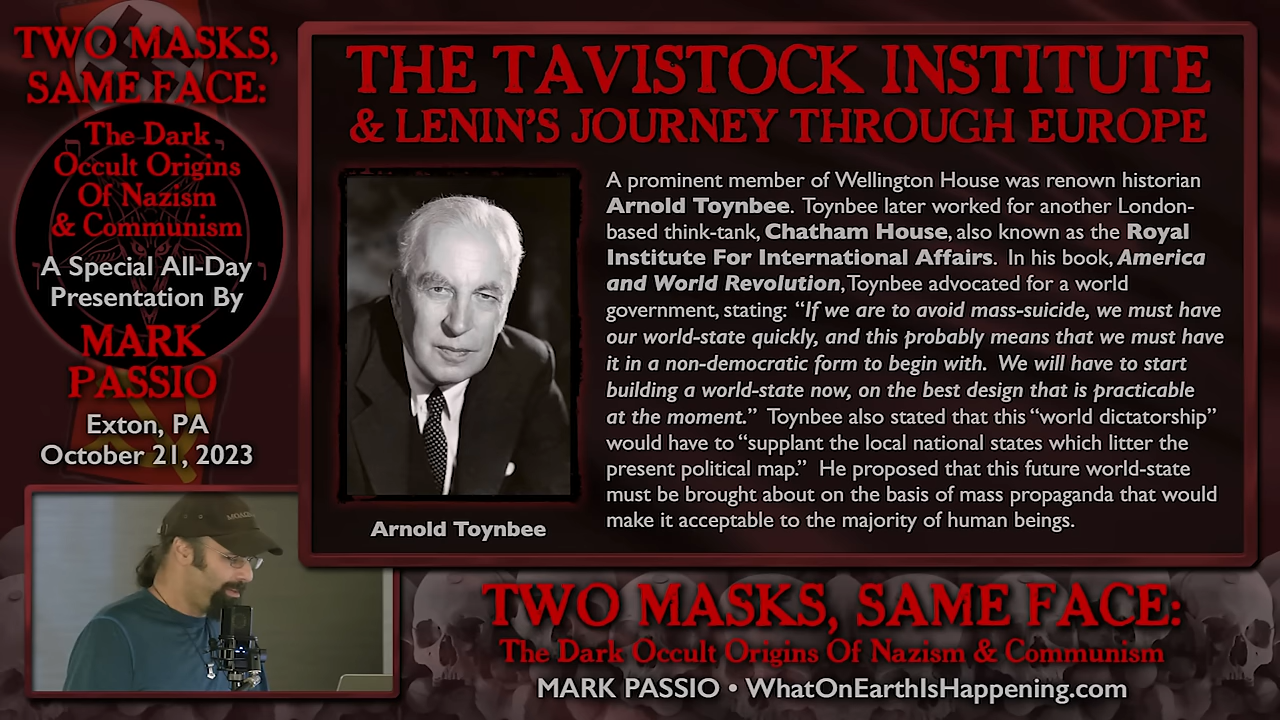 TWO MASKS,
SAME FACE:
The Dark
Occult Origins
Of Nazism
& Communism
A Special All-Day
Presentation By
MARK
PASSIO
Exton, PA
October 21, 2023
THE TAVISTOCK INSTITUTE
& LENIN'S JOURNEY THROUGH EUROPE
Arnold Toynbee
A prominent member of Wellington House was renown historian
Arnold Toynbee. Toynbee later worked for another London-
based think-tank, Chatham House, also known as the Royal
Institute For International Affairs. In his book, America
and World Revolution, Toynbee advocated for a world
government, stating: “If we are to avoid mass-suicide, we must have
our world-state quickly, and this probably means that we must have
it in a non-democratic form to begin with. We will have to start
building a world-state now, on the best design that is practicable
at the moment.” Toynbee also stated that this “world dictatorship”
would have to “supplant the local national states which litter the
present political map.” He proposed that this future world-state
must be brought about on the basis of mass propaganda that would
make it acceptable to the majority of human beings.
TWO MASKS, SAME FACE:
The Dark Occult Origins Of Nazism & Communism
MARK PASSIO • WhatOnEarthIsHappening.com